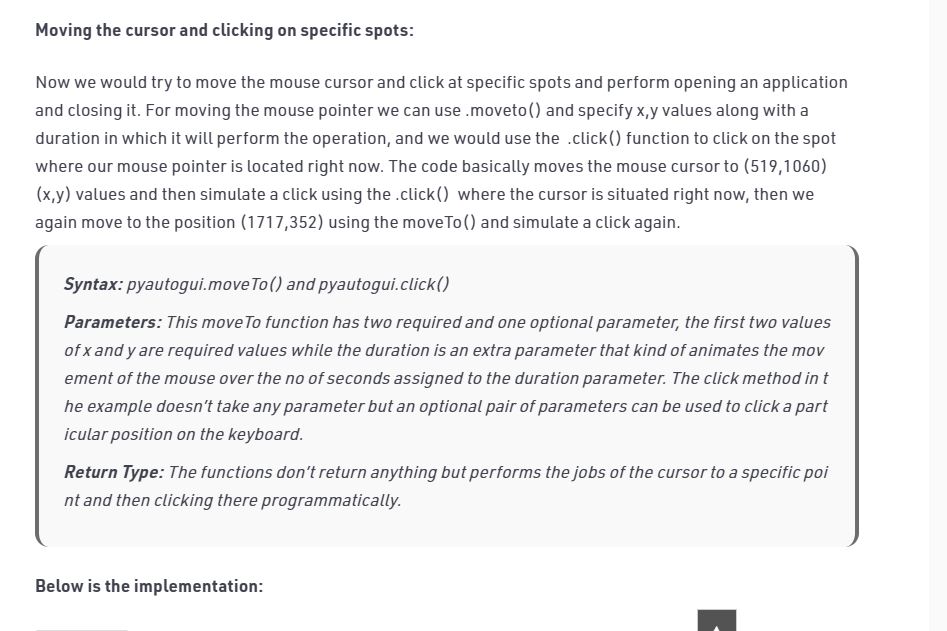 Moving the cursor and clicking on specific spots:
Now we would try to move the mouse cursor and click at specific spots and perform opening an application
and closing it. For moving the mouse pointer we can use .moveto() and specify x,y values along with a
duration in which it will perform the operation, and we would use the .click() function to click on the spot
where our mouse pointer is located right now. The code basically moves the mouse cursor to (519,1060)
(x,y) values and then simulate a click using the .click() where the cursor is situated right now, then we
again move to the position (1717,352) using the moveTo() and simulate a click again.
Syntax: pyautogui.moveTo() and pyautogui.click()
Parameters: This moveTo function has two required and one optional parameter, the first two values
of x and y are required values while the duration is an extra parameter that kind of animates the mov
ement of the mouse over the no of seconds assigned to the duration parameter. The click method in t
he example doesn't take any parameter but an optional pair of parameters can be used to click a part
icular position on the keyboard.
Return Type: The functions don't return anything but performs the jobs of the cursor to a specific poi
nt and then clicking there programmatically.
Below is the implementation: